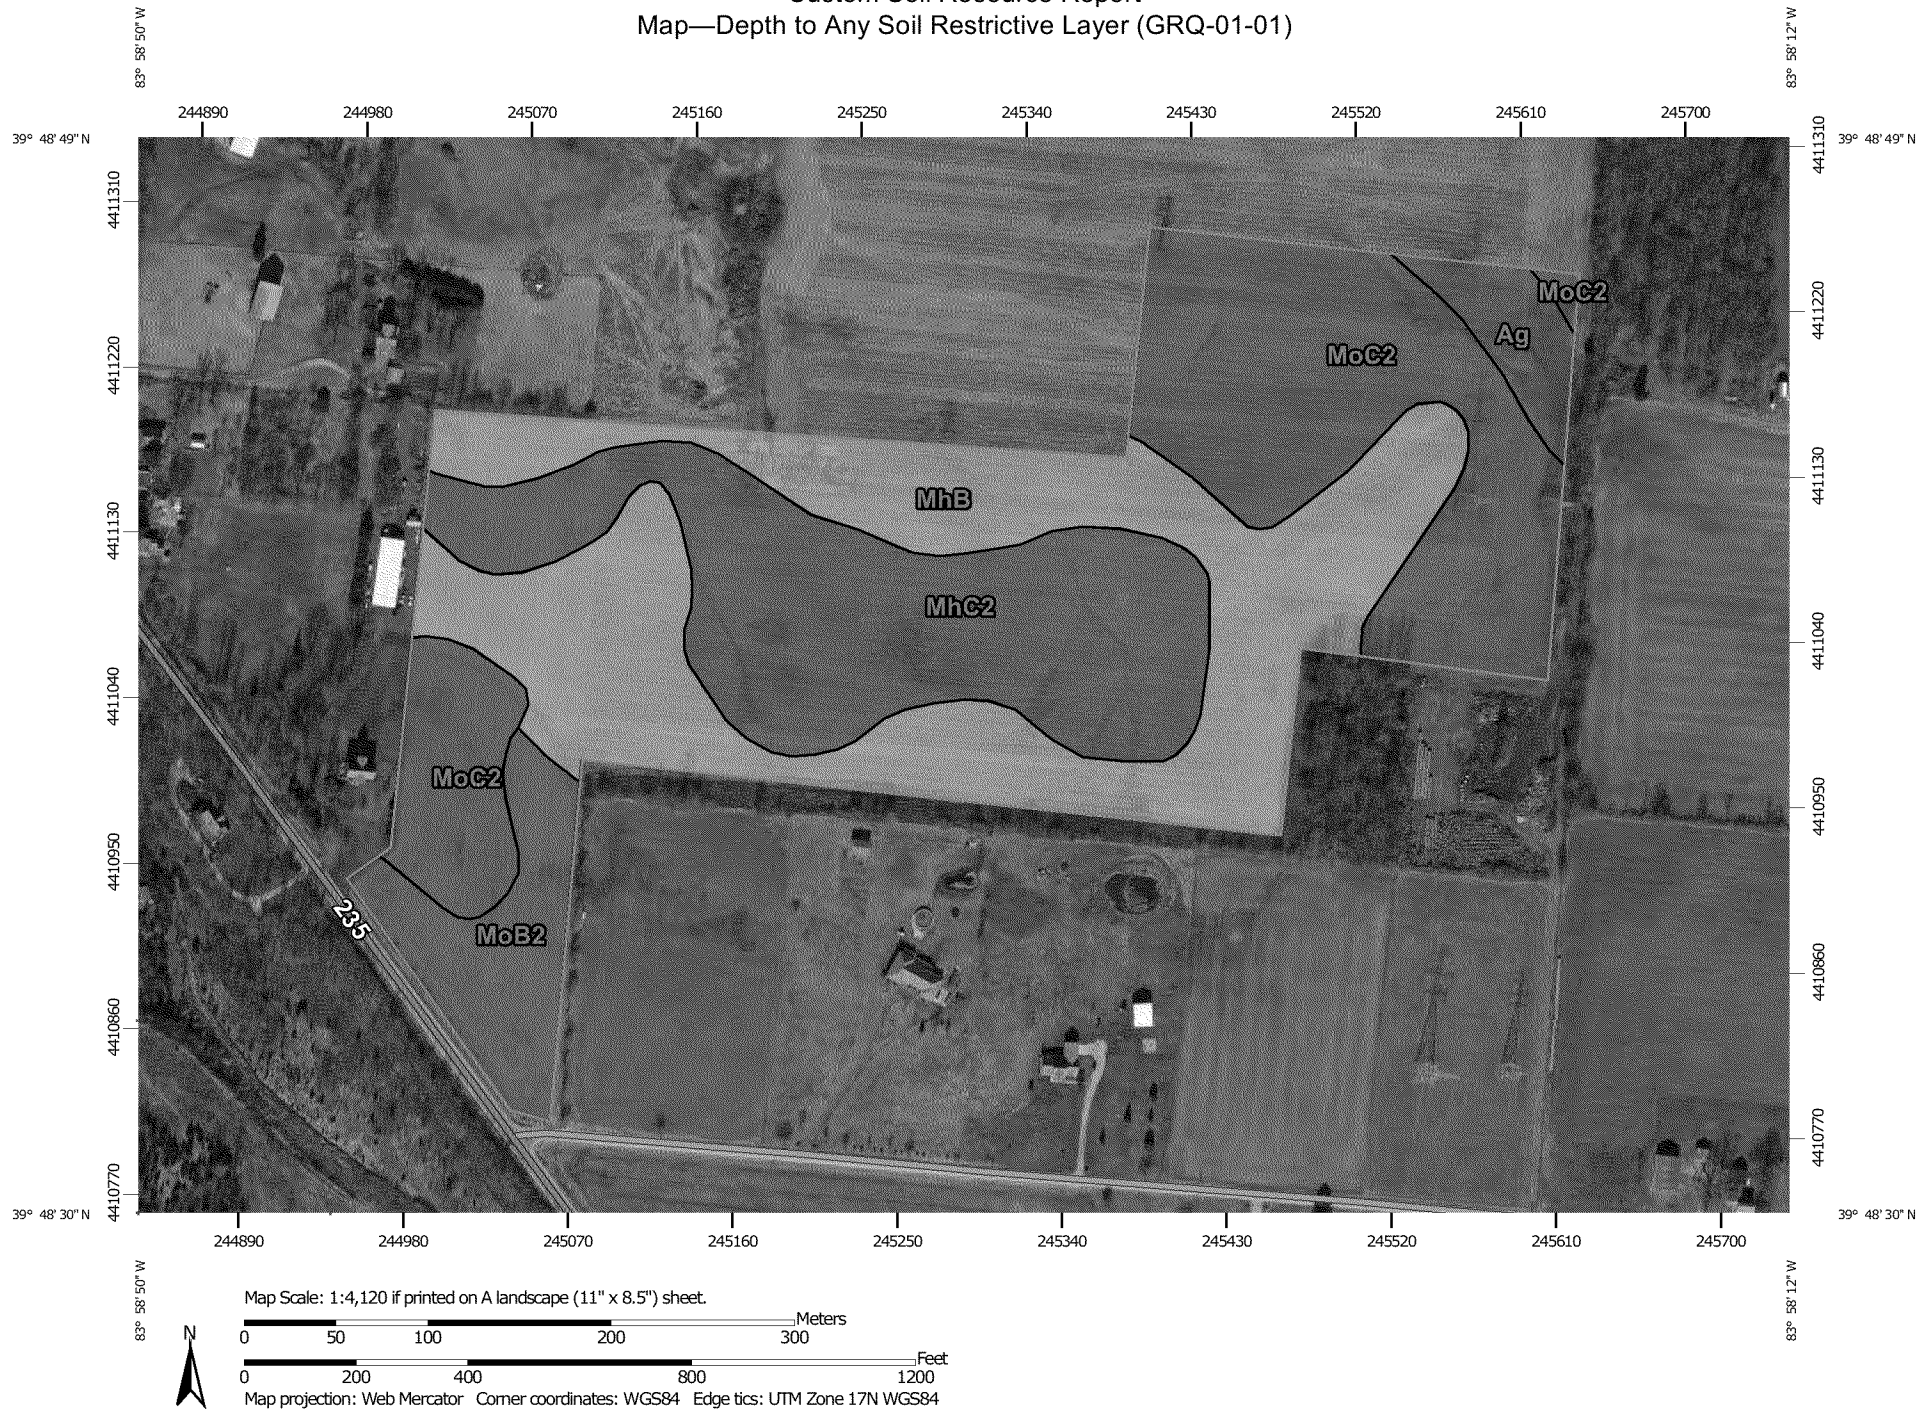 Custom Soil Resource Report
Map—Depth to Any Soil Restrictive Layer (GRQ-01-01)
83° 58' 50" W
83° 58' 12" W
244890 244980 245070 245160 245250 245340 245430 245520 245610 245700
39° 48' 49" N
39° 48' 49" N
4411310
4411310
MoC2
4411220
Ag
MoC2
4411220
4411130
MhB
4411130
MhC2
4411040
4411040
MoC2
4410950
4410950
235
MoB2
4410860
4410860
4410770
4410770
39° 48' 30" N
39° 48' 30" N
244890 244980 245070 245160 245250 245340 245430 245520 245610 245700
83° 58' 50" W
83° 58' 12" W
Map Scale: 1:4,120 if printed on A landscape (11" x 8.5") sheet.
Meters
0 50 100 200 300
Feet
0 200 400 800 1200
N
Map projection: Web Mercator Corner coordinates: WGS84 Edge tics: UTM Zone 17N WGS84